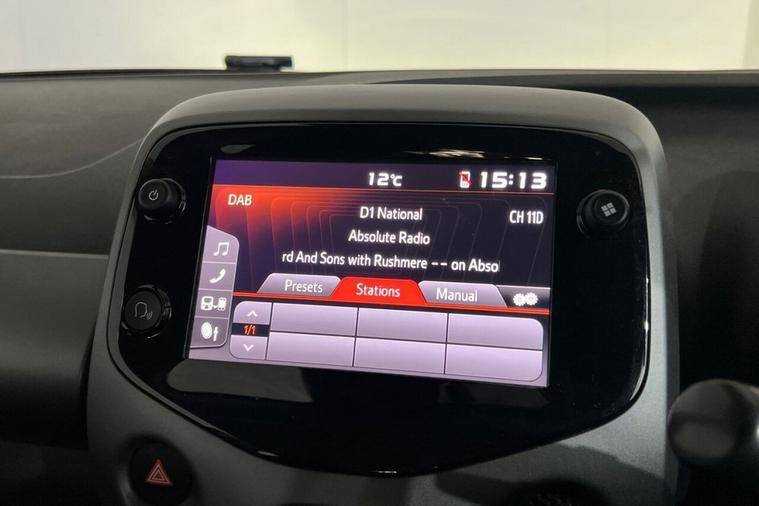 12°C 15:13
DAB
D1 National CH 11D
Absolute Radio
rd And Sons with Rushmere -- on Abso
Presets Stations Manual
1/1